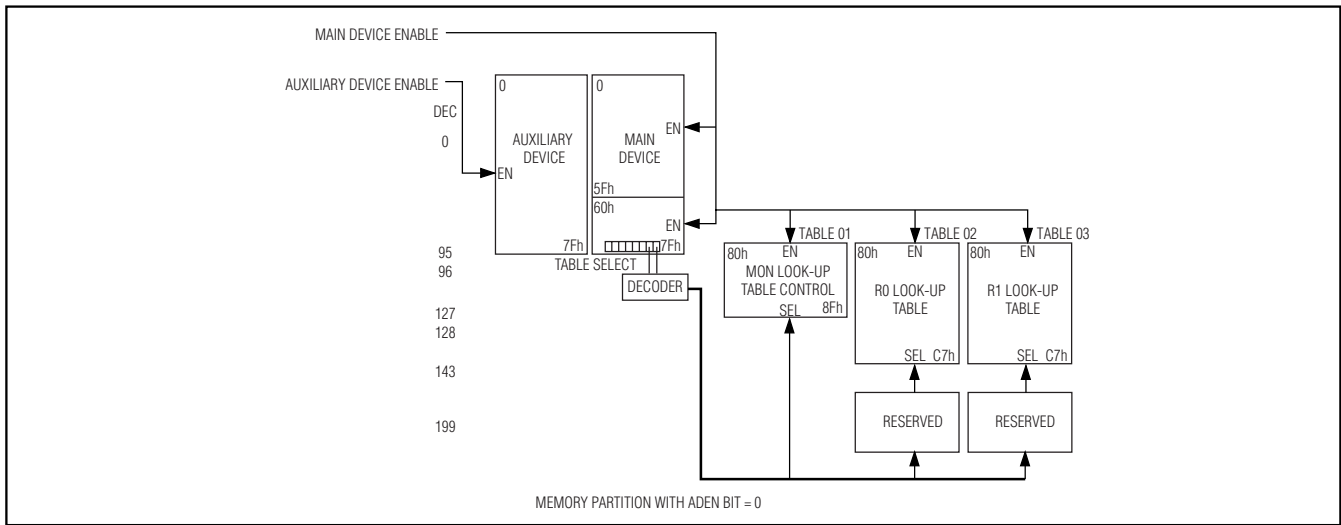 MAIN DEVICE ENABLE
AUXILIARY DEVICE ENABLE
DEC
0
95
96
127
128
143
199
0
AUXILIARY
DEVICE
EN
7Fh
0
MAIN
DEVICE
EN
5Fh
60h
EN
7Fh
TABLE SELECT
DECODER
TABLE 01
80h
EN
MON LOOK-UP
TABLE CONTROL
SEL
8Fh
TABLE 02
80h
EN
R0 LOOK-UP
TABLE
SEL C7h
RESERVED
TABLE 03
80h
EN
R1 LOOK-UP
TABLE
SEL C7h
RESERVED
MEMORY PARTITION WITH ADEN BIT = 0